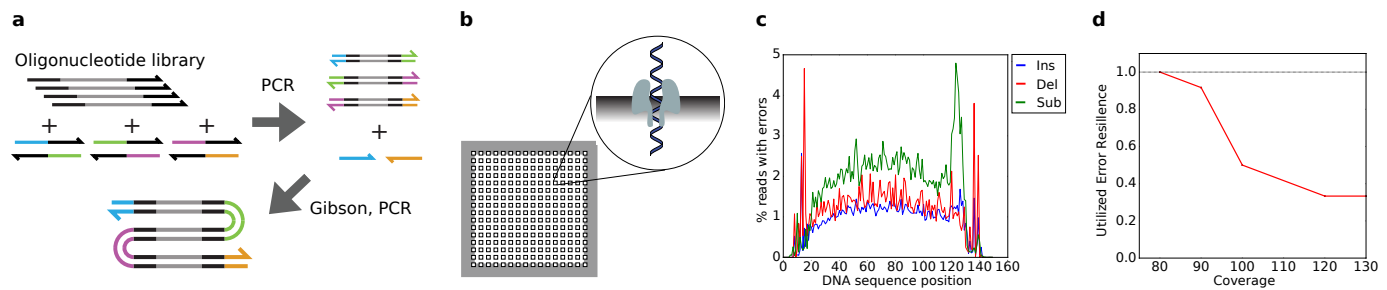 a
Oligonucleotide library
+ + +
PCR
+
Gibson, PCR
b
c
5
4
3
2
1
0
% reads with errors
0 20 40 60 80 100 120 140 160
DNA sequence position
Ins
Del
Sub
d
1.0
0.8
0.6
0.4
0.2
0.0
Utilized Error Resillence
80 90 100 110 120 130
Coverage